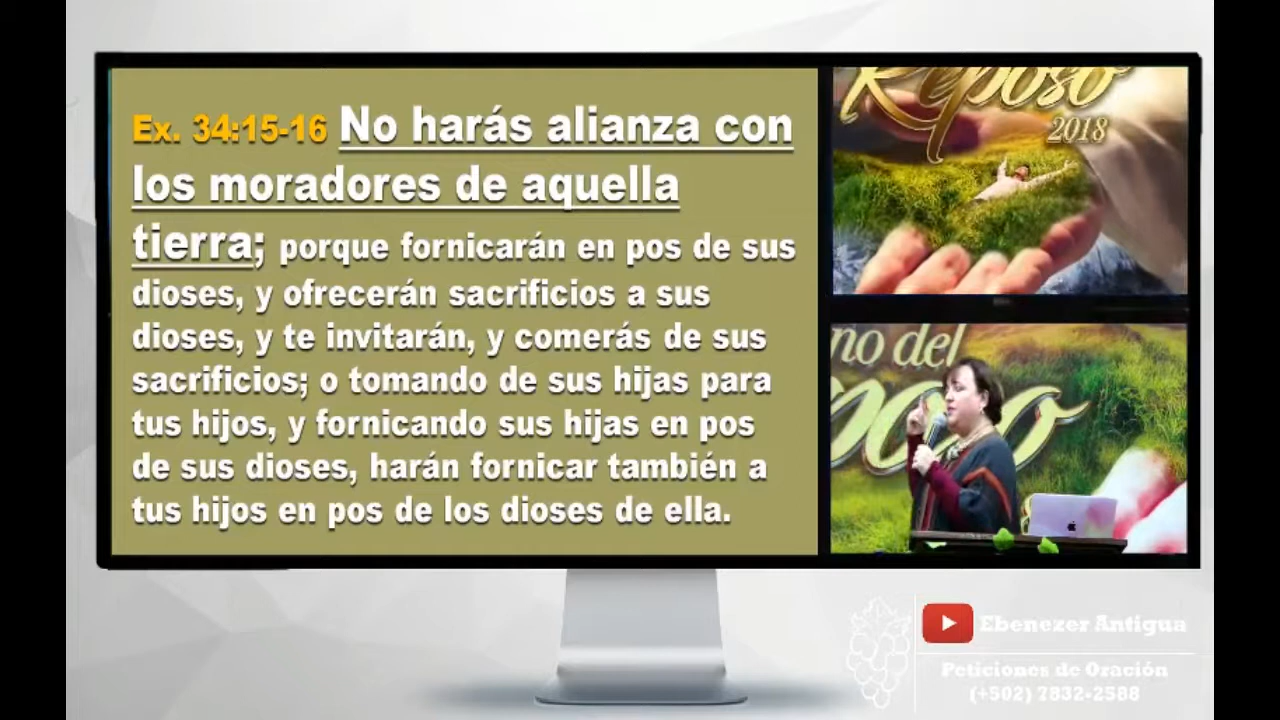 Ex. 34:15-16 No harás alianza con
los moradores de aquella
tierra; porque fornicarán en pos de sus
dioses, y ofrecerán sacrificios a sus
dioses, y te invitarán, y comerás de sus
sacrificios; o tomando de sus hijas para
tus hijos, y fornicando sus hijas en pos
de sus dioses, harán fornicar también a
tus hijos en pos de los dioses de ella.
Reposo
2018
no del
poso
Ebenezer Antigua
Peticiones de Oración
(+502) 7832-2588